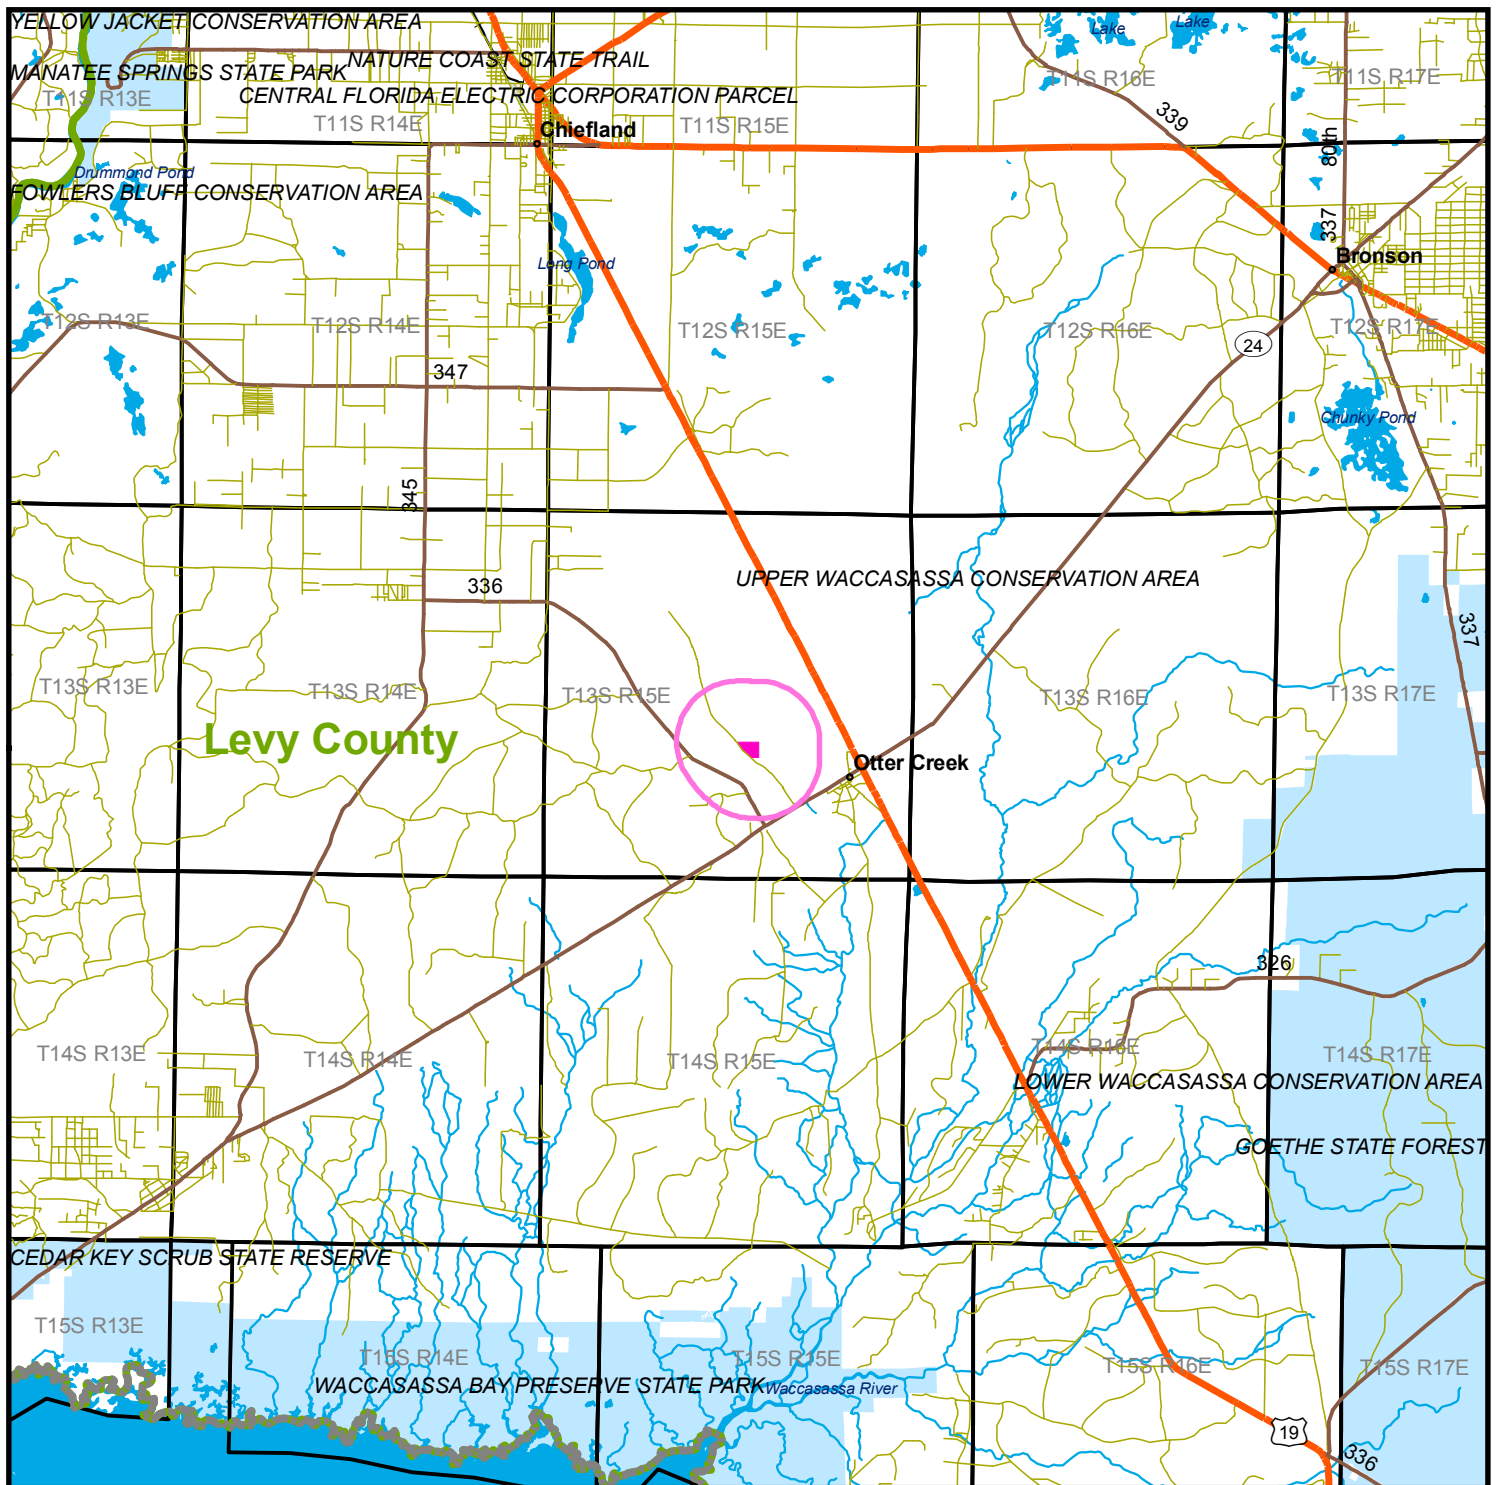 YELLOW JACKET CONSERVATION AREA
Lake
Lake
NATURE COAST STATE TRAIL
MANATEE SPRINGS STATE PARK
T11S R16E
T11S R17E
T11S R13E
CENTRAL FLORIDA ELECTRIC CORPORATION PARCEL
339
T11S R14E
Chiefland
T11S R15E
80th
Drummond Pond
FOWLERS BLUFF CONSERVATION AREA
337
Bronson
Long Pond
T12S R13E
T12S R14E
T12S R15E
T12S R16E
T12S R17E
24
347
Chunky Pond
345
UPPER WACCASASSA CONSERVATION AREA
336
337
T13S R13E
T13S R14E
T13S R15E
T13S R16E
T13S R17E
Levy County
Otter Creek
326
T14S R13E
T14S R14E
T14S R15E
T14S R16E
T14S R17E
LOWER WACCASASSA CONSERVATION AREA
GOETHE STATE FOREST
CEDAR KEY SCRUB STATE RESERVE
T15S R13E
T15S R14E
T15S R15E
T15S R16E
T15S R17E
WACCASASSA BAY PRESERVE STATE PARK
Waccasassa River
19
336